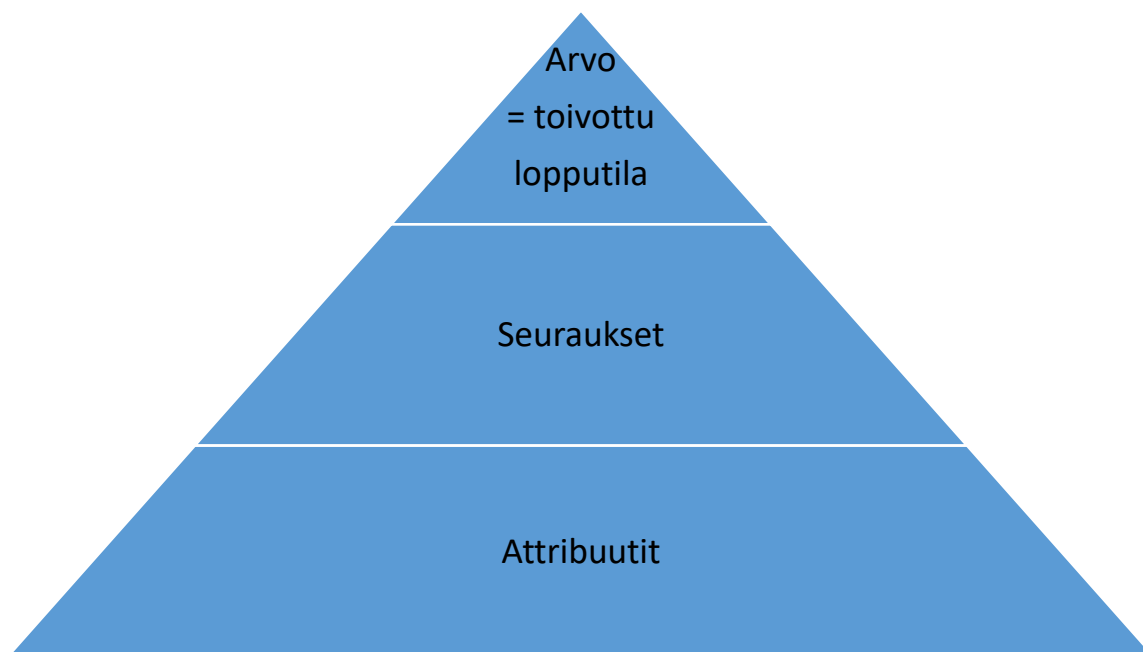 Arvo
= toivottu
lopputila
Seuraukset
Attribuutit